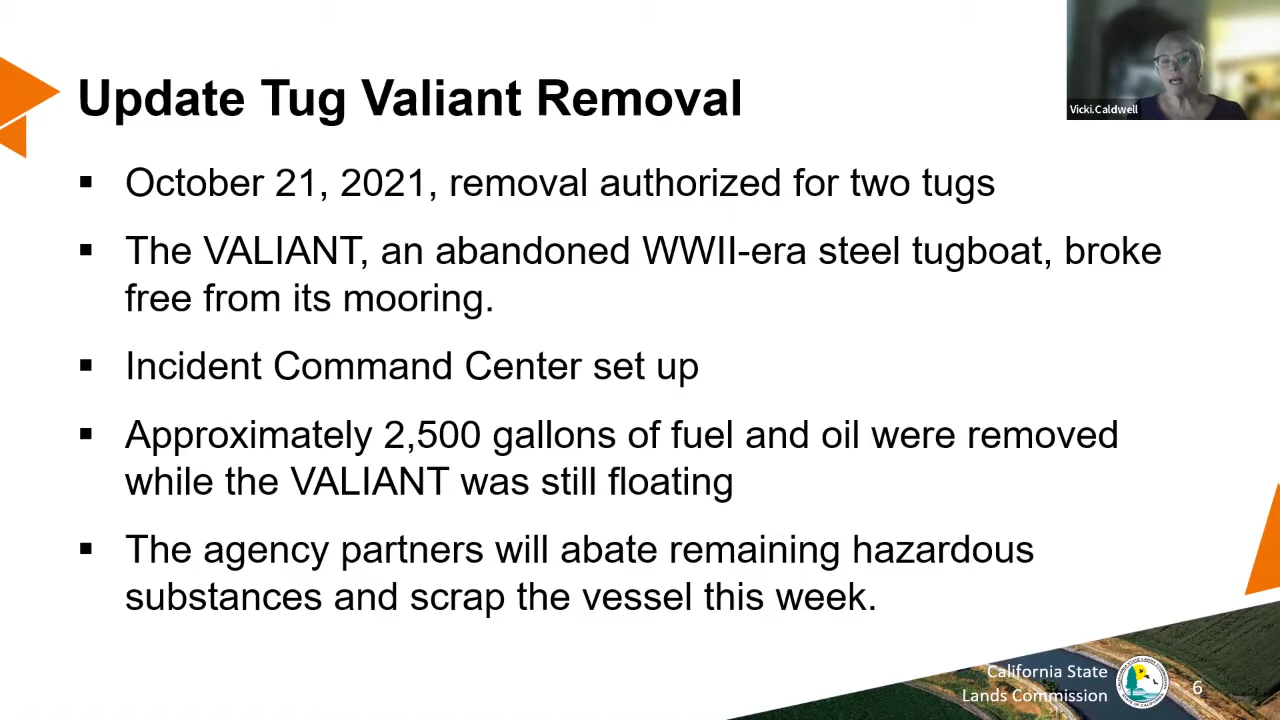 Vicki.Caldwell
Update Tug Valiant Removal
▪ October 21, 2021, removal authorized for two tugs
▪ The VALIANT, an abandoned WWII-era steel tugboat, broke
free from its mooring.
▪ Incident Command Center set up
▪ Approximately 2,500 gallons of fuel and oil were removed
while the VALIANT was still floating
▪ The agency partners will abate remaining hazardous
substances and scrap the vessel this week.
California State
Lands Commission
6